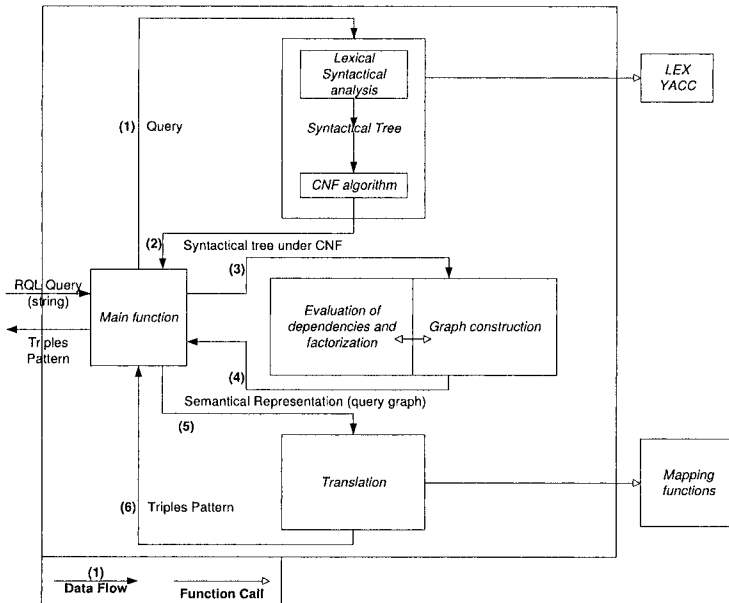 Lexical
Syntactical
analysis
LEX
YACC
(1) Query
Syntactical Tree
CNF algorithm
(2) Syntactical tree under CNF
(3)
RQL Query
(string)
Main function
Evaluation of
dependencies and
factorization
Graph construction
Triples
Pattern
(4)
Semantical Representation (query graph)
(5)
Translation
Mapping
functions
(6) Triples Pattern
(1)
Data Flow
Function Call